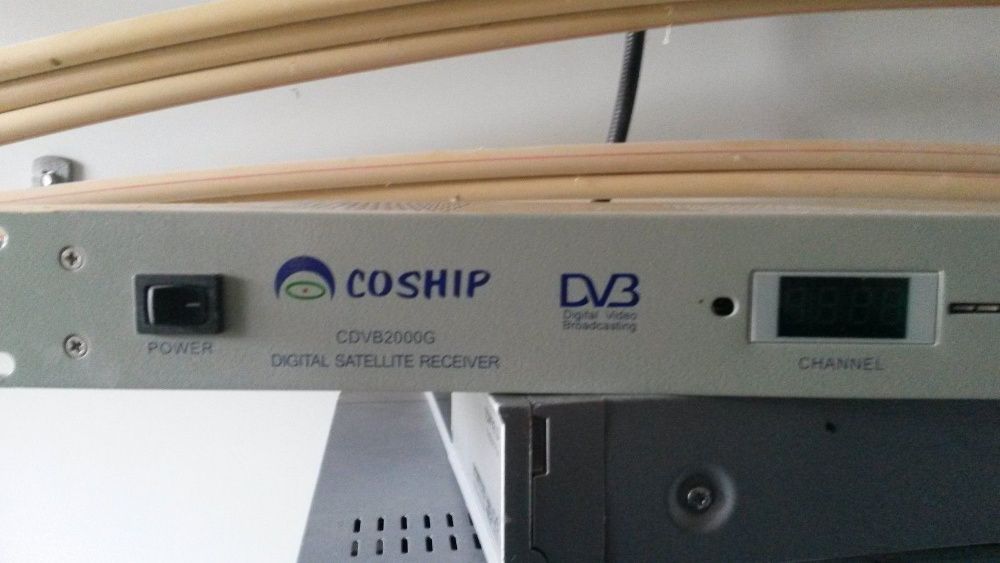 COSHIP
DVB
Digital Video
Broadcasting
POWER
CDVB2000G
DIGITAL SATELLITE RECEIVER
CHANNEL